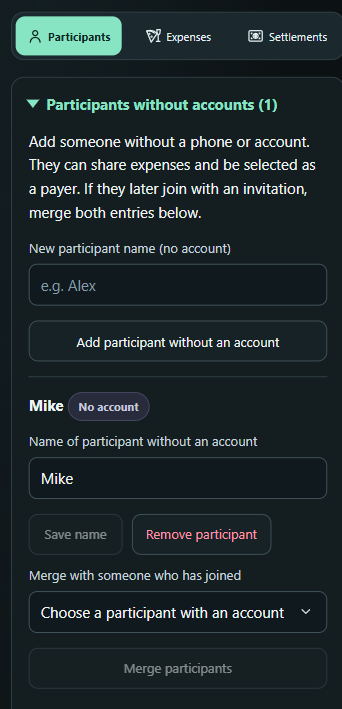 Participants
Expenses
Settlements
Participants without accounts (1)
Add someone without a phone or account.
They can share expenses and be selected as
a payer. If they later join with an invitation,
merge both entries below.
New participant name (no account)
e.g. Alex
Add participant without an account
Mike No account
Name of participant without an account
Mike
Save name
Remove participant
Merge with someone who has joined
Choose a participant with an account
Merge participants